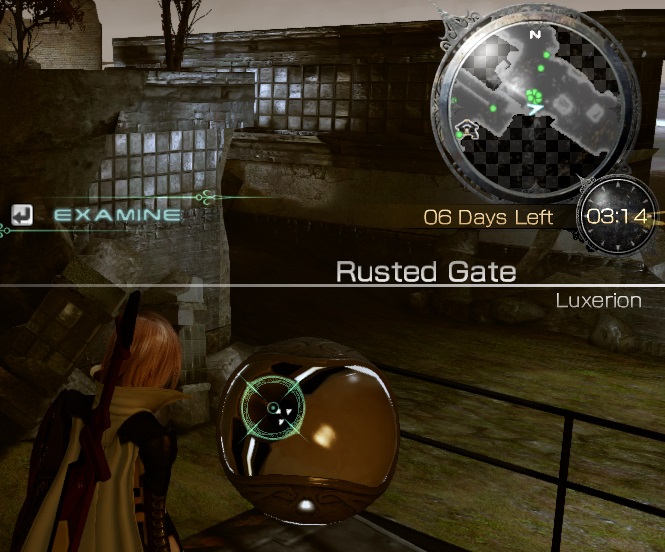 N
EXAMINE
06 Days Left
03:14
Rusted Gate
Luxerion